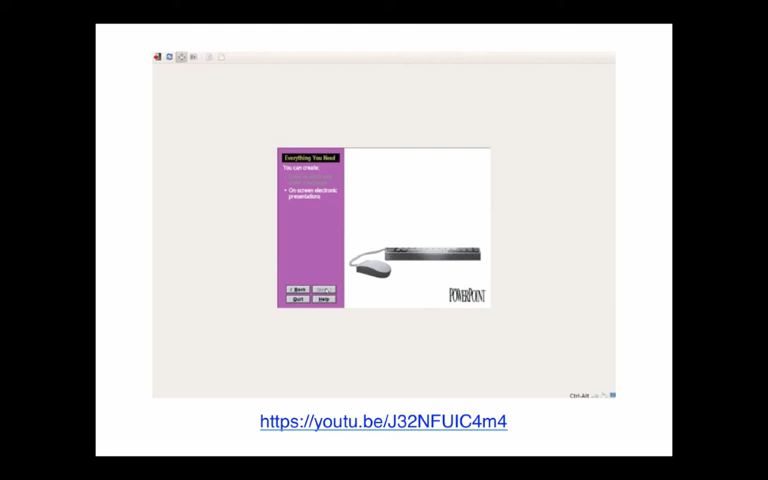 Everything You Need
You can create:
• On-screen electronic
presentations
< Back
Quit
Help
POWERPOINT
Ctrl-Alt
https://youtu.be/J32NFUIC4m4